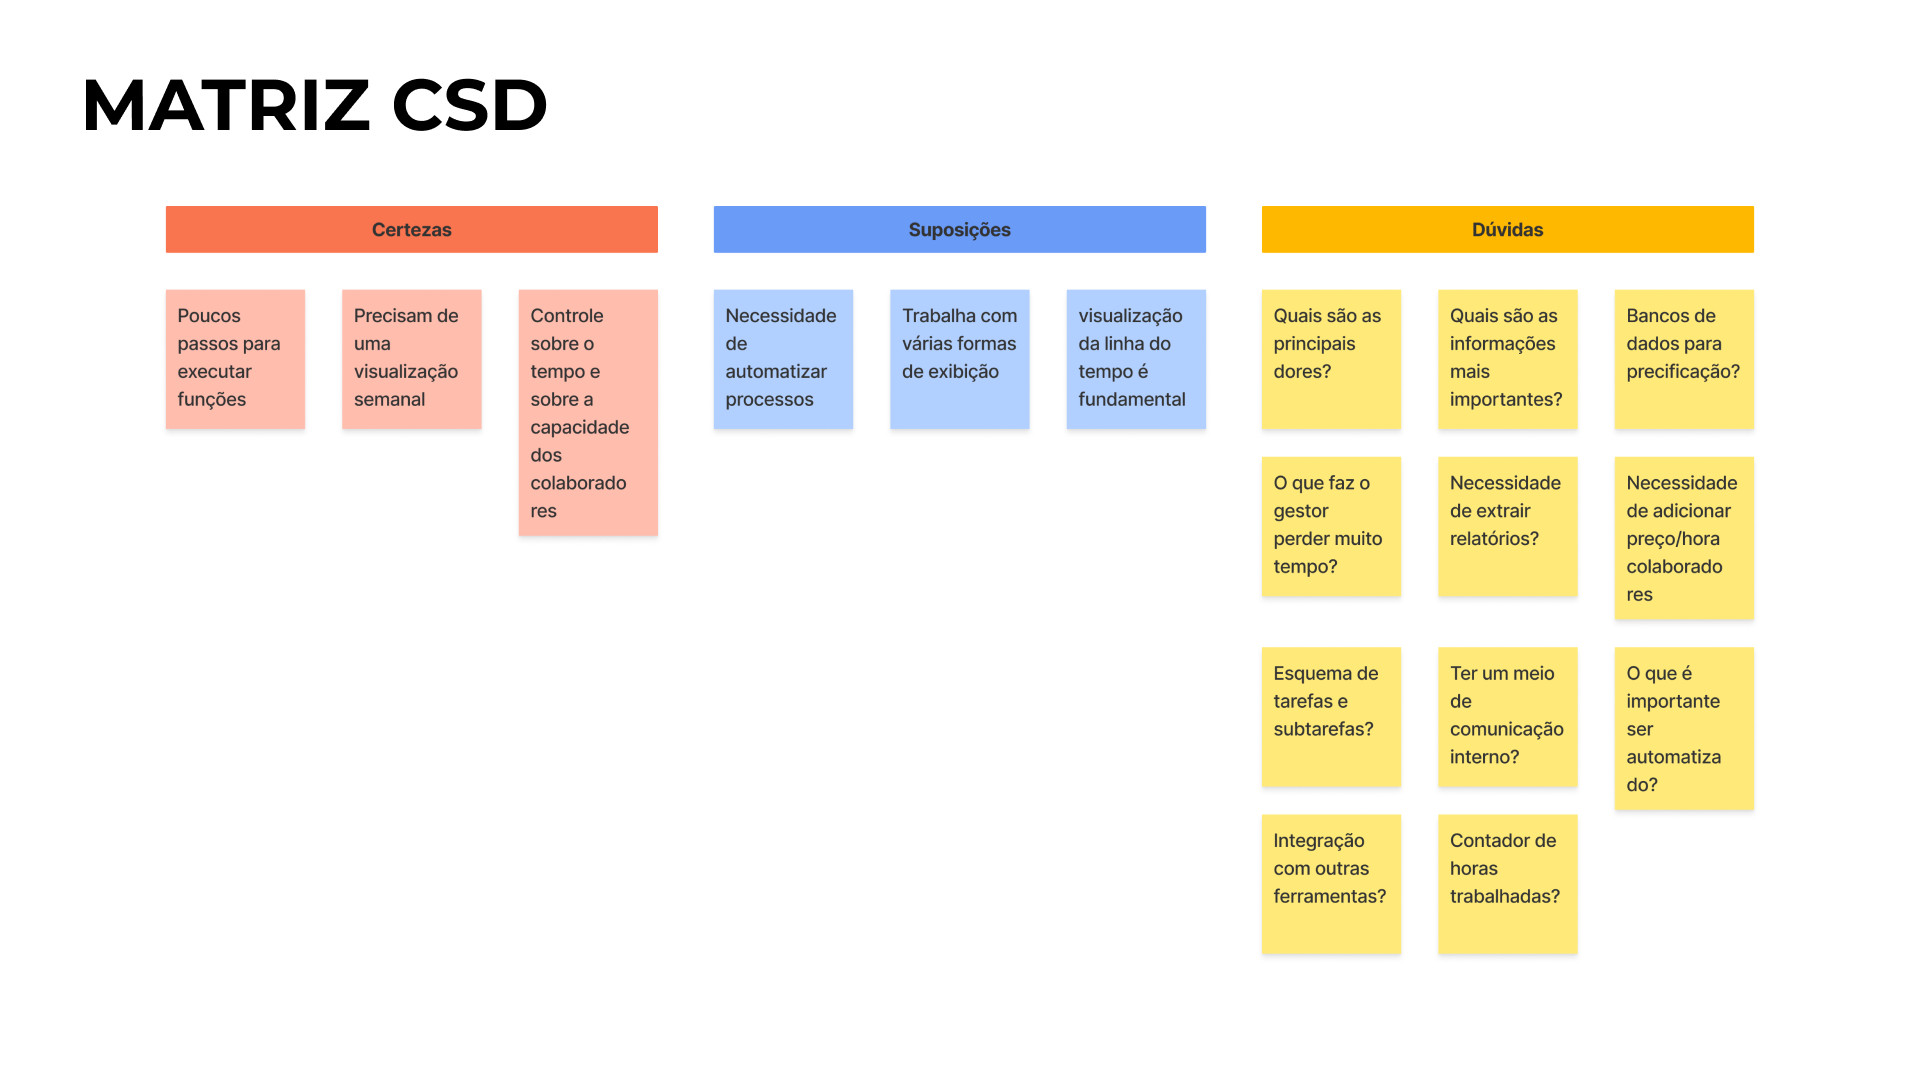 MATRIZ CSD
Certezas
Poucos
passos para
executar
funções
Precisam de
uma
visualização
semanal
Controle
sobre o
tempo e
sobre a
capacidade
dos
colaborado
res
Suposições
Necessidade
de
automatizar
processos
Trabalha com
várias formas
de exibição
visualização
da linha do
tempo é
fundamental
Dúvidas
Quais são as
principais
dores?
Quais são as
informações
mais
importantes?
Bancos de
dados para
precificação?
O que faz o
gestor
perder muito
tempo?
Necessidade
de extrair
relatórios?
Necessidade
de adicionar
preço/hora
colaborado
res
Esquema de
tarefas e
subtarefas?
Ter um meio
de
comunicação
interno?
O que é
importante
ser
automatiza
do?
Integração
com outras
ferramentas?
Contador de
horas
trabalhadas?